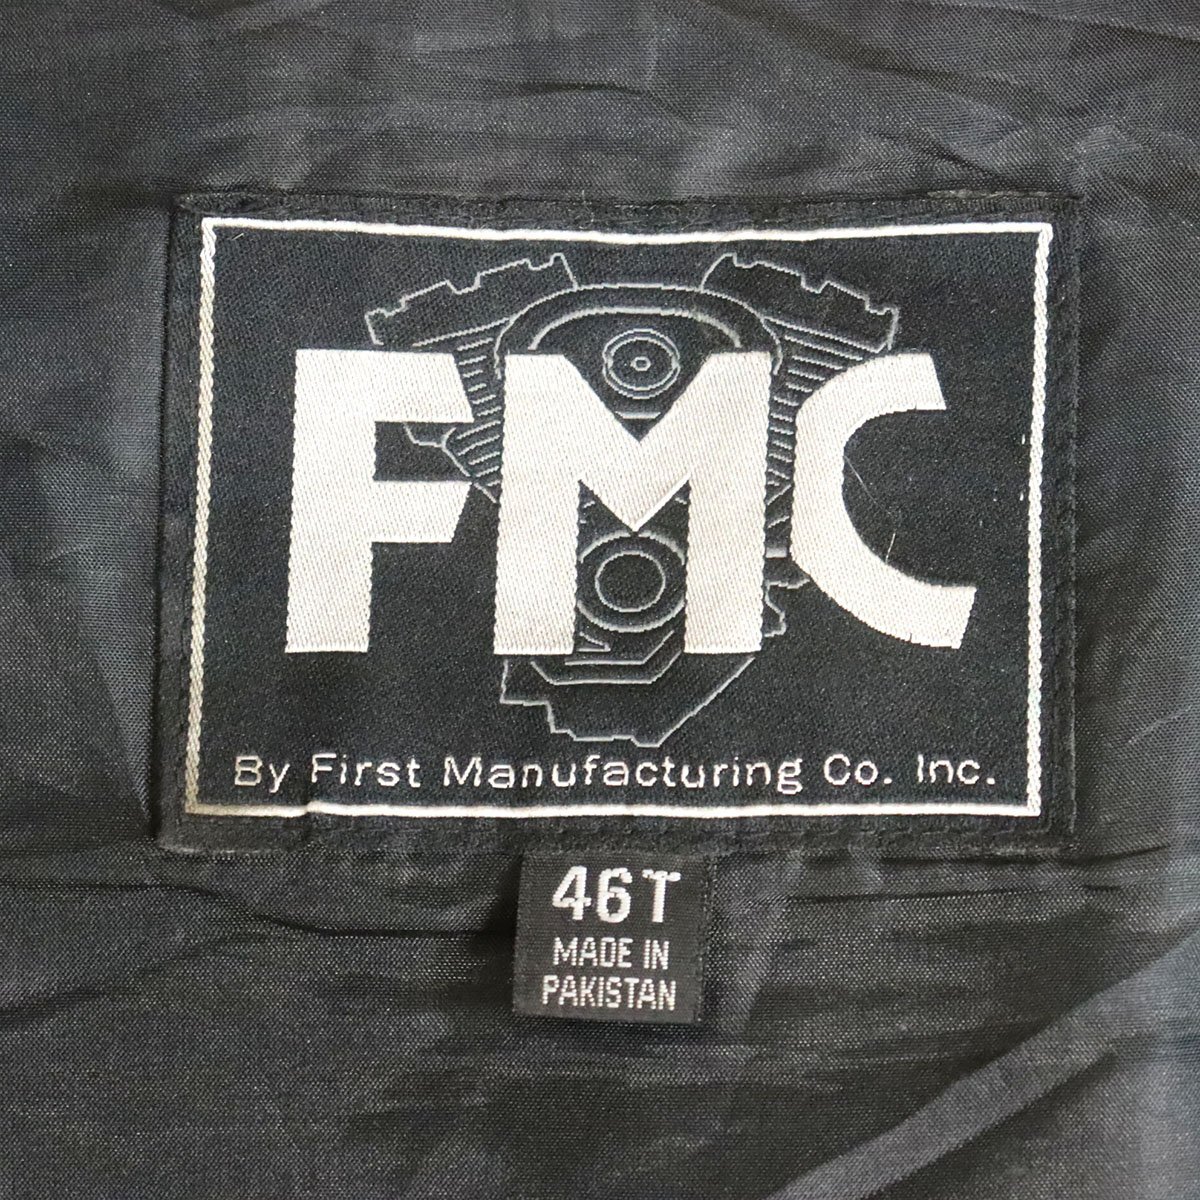 FMC
By First Manufacturing Co. Inc.
46T
MADE IN
PAKISTAN